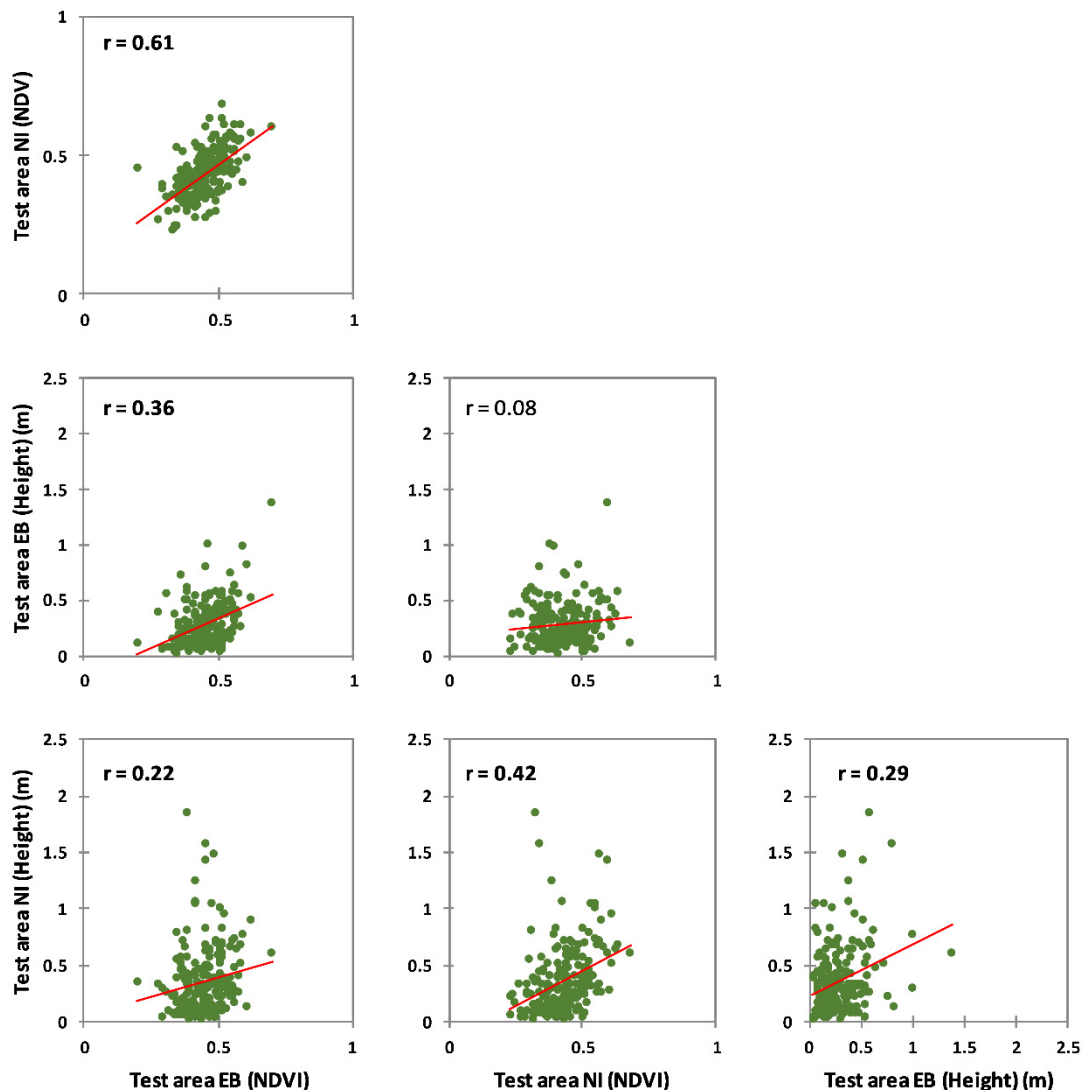 Test area NI (NDV)
1
0.5
0
r = 0.61
0 0.5 1
Test area EB (Height) (m)
2.5
2
1.5
1
0.5
0
r = 0.36
0 0.5 1
2.5
2
1.5
1
0.5
0
r = 0.08
0 0.5 1
Test area NI (Height) (m)
2.5
2
1.5
1
0.5
0
r = 0.22
0 0.5 1
Test area EB (NDVI)
2.5
2
1.5
1
0.5
0
r = 0.42
0 0.5 1
Test area NI (NDVI)
2.5
2
1.5
1
0.5
0
r = 0.29
0 0.5 1 1.5 2 2.5
Test area EB (Height) (m)